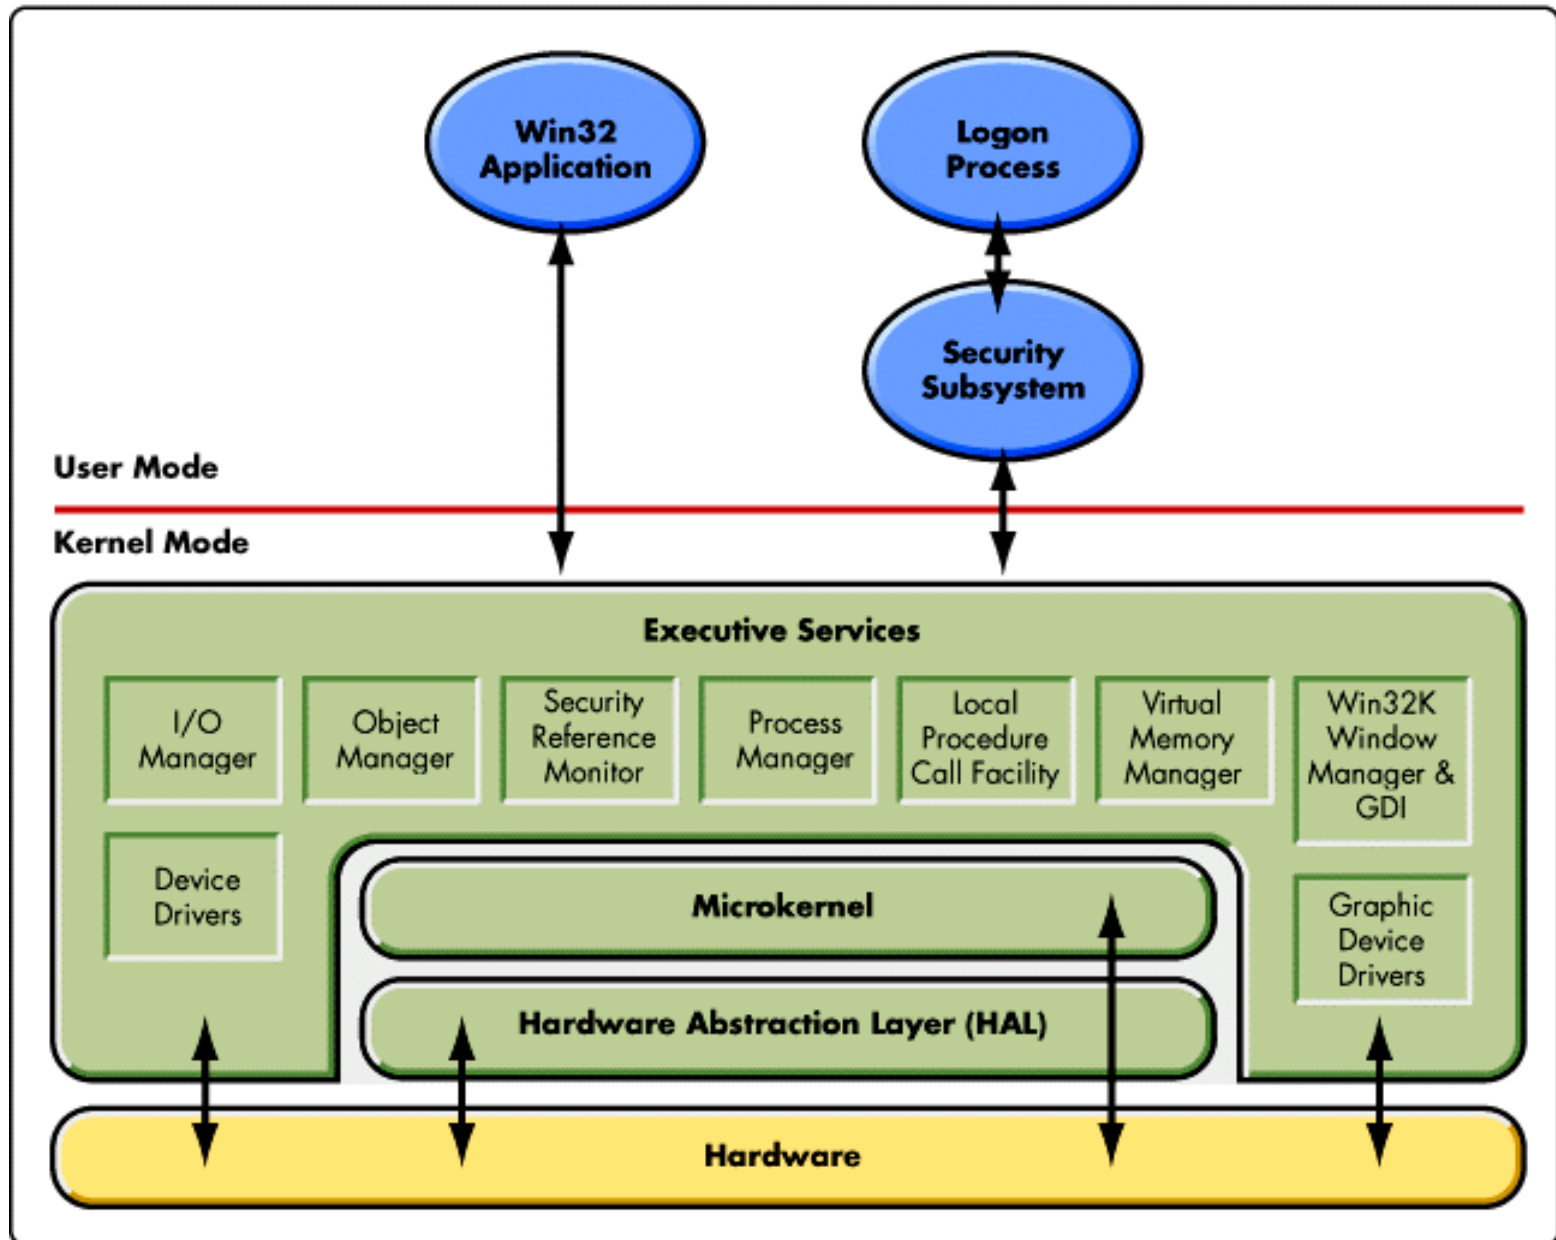 Win32
Application
Logon
Process
Security
Subsystem
User Mode
Kernel Mode
Executive Services
I/O
Manager
Object
Manager
Security
Reference
Monitor
Process
Manager
Local
Procedure
Call Facility
Virtual
Memory
Manager
Win32K
Window
Manager &
GDI
Device
Drivers
Microkernel
Graphic
Device
Drivers
Hardware Abstraction Layer (HAL)
Hardware